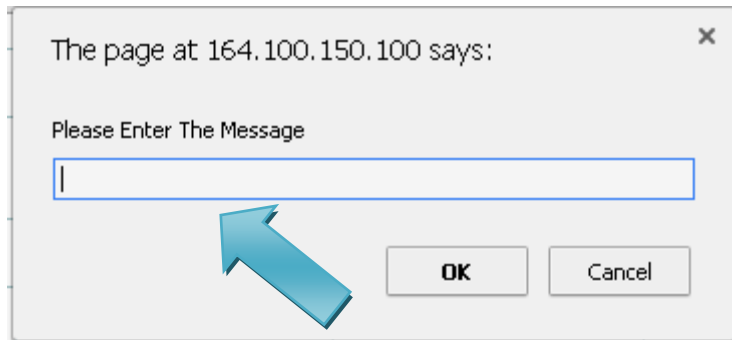 The page at 164.100.150.100 says:
Please Enter The Message
OK Cancel